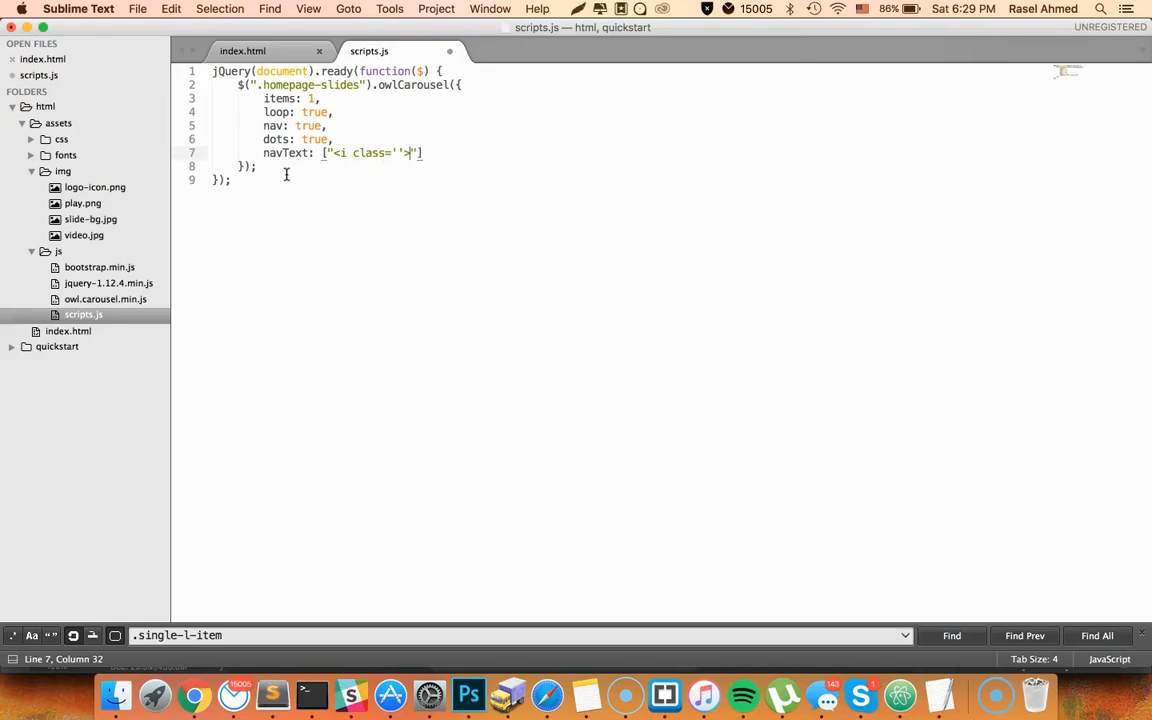 Sublime Text File Edit Selection Find View Goto Tools Project Window Help 15005 86% Sat 6:29 PM Rasel Ahmed
scripts.js — html, quickstart UNREGISTERED
OPEN FILES
index.html
scripts.js
FOLDERS
html
assets
css
fonts
img
logo-icon.png
play.png
slide-bg.jpg
video.jpg
js
bootstrap.min.js
jquery-1.12.4.min.js
owl.carousel.min.js
scripts.js
index.html
quickstart
index.html scripts.js
1 jQuery(document).ready(function($) {
2 $(".homepage-slides").owlCarousel({
3 items: 1,
4 loop: true,
5 nav: true,
6 dots: true,
7 navText: ["<i class=''>"]
8 });
9 });
.* Aa “” .single-l-item Find Find Prev Find All
Line 7, Column 32 Tab Size: 4 JavaScript
15005 Ps 143 1